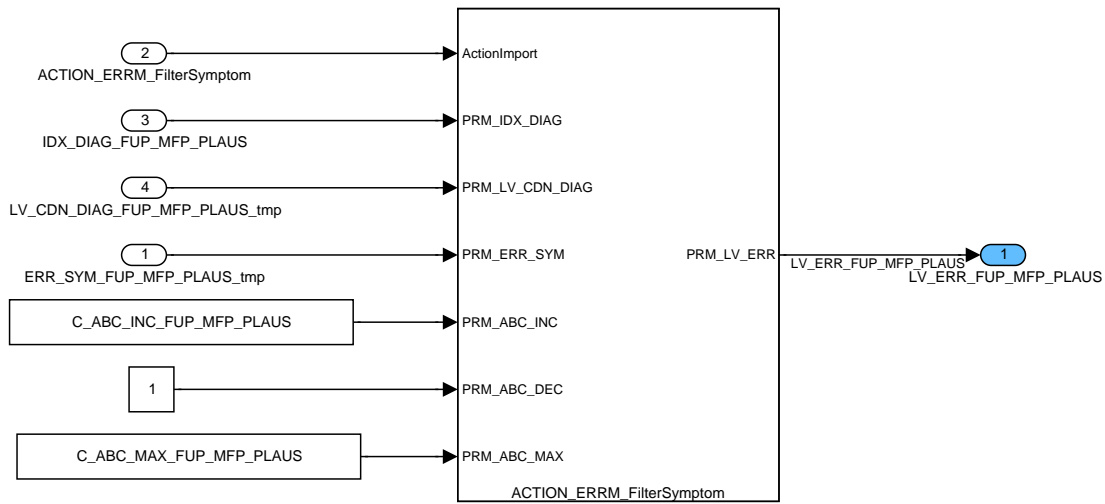 2
ActionImport
ACTION_ERRM_FilterSymptom
3
PRM_IDX_DIAG
IDX_DIAG_FUP_MFP_PLAUS
4
PRM_LV_CDN_DIAG
LV_CDN_DIAG_FUP_MFP_PLAUS_tmp
1
PRM_ERR_SYM
ERR_SYM_FUP_MFP_PLAUS_tmp
PRM_LV_ERR
LV_ERR_FUP_MFP_PLAUS
1
LV_ERR_FUP_MFP_PLAUS
C_ABC_INC_FUP_MFP_PLAUS
PRM_ABC_INC
1
PRM_ABC_DEC
C_ABC_MAX_FUP_MFP_PLAUS
PRM_ABC_MAX
ACTION_ERRM_FilterSymptom